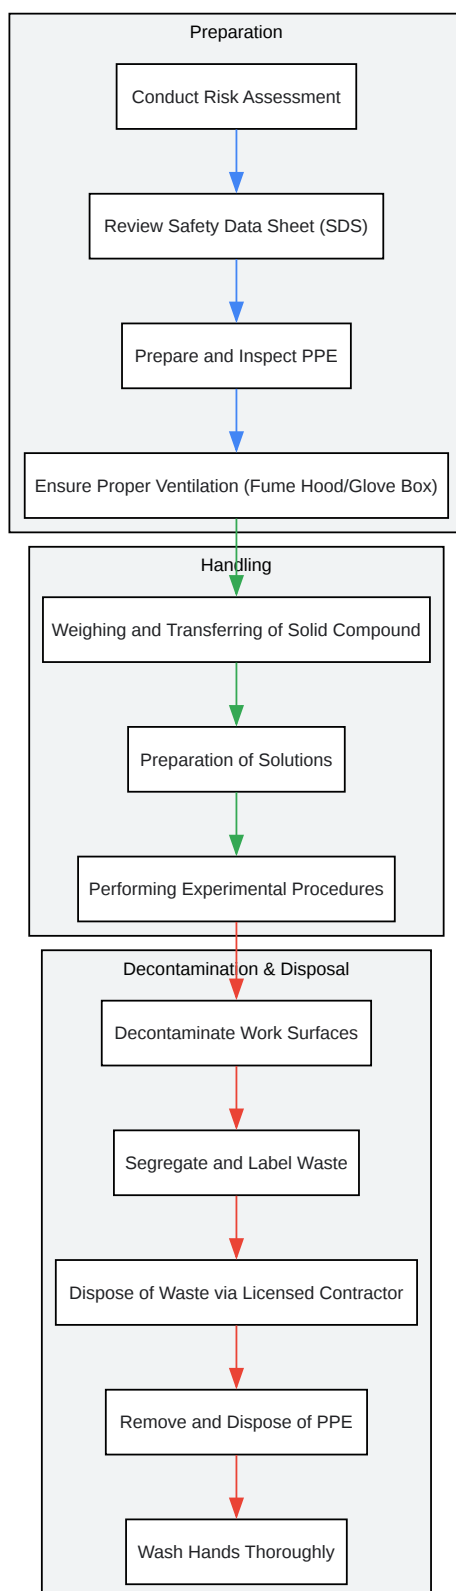 Preparation
Conduct Risk Assessment
Review Safety Data Sheet (SDS)
Prepare and Inspect PPE
Ensure Proper Ventilation (Fume Hood/Glove Box)
Handling
Weighing and Transferring of Solid Compound
Preparation of Solutions
Performing Experimental Procedures
Decontamination & Disposal
Decontaminate Work Surfaces
Segregate and Label Waste
Dispose of Waste via Licensed Contractor
Remove and Dispose of PPE
Wash Hands Thoroughly